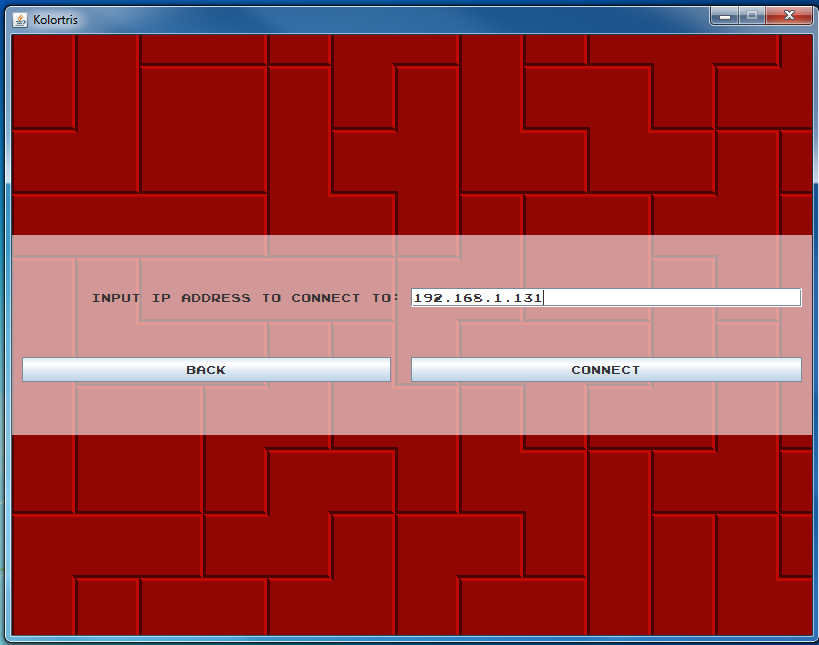 Kolortris
INPUT IP ADDRESS TO CONNECT TO: 192.168.1.131
BACK
CONNECT